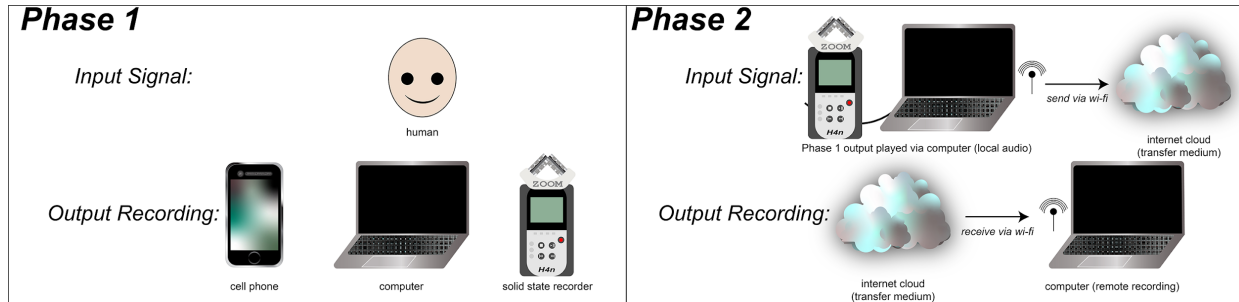 Phase 1
Input Signal:
human
Output Recording:
ZOOM
H4n
cell phone
computer
solid state recorder
Phase 2
Input Signal:
ZOOM
H4n
send via wi-fi
Phase 1 output played via computer (local audio)
internet cloud
(transfer medium)
Output Recording:
receive via wi-fi
internet cloud
(transfer medium)
computer (remote recording)